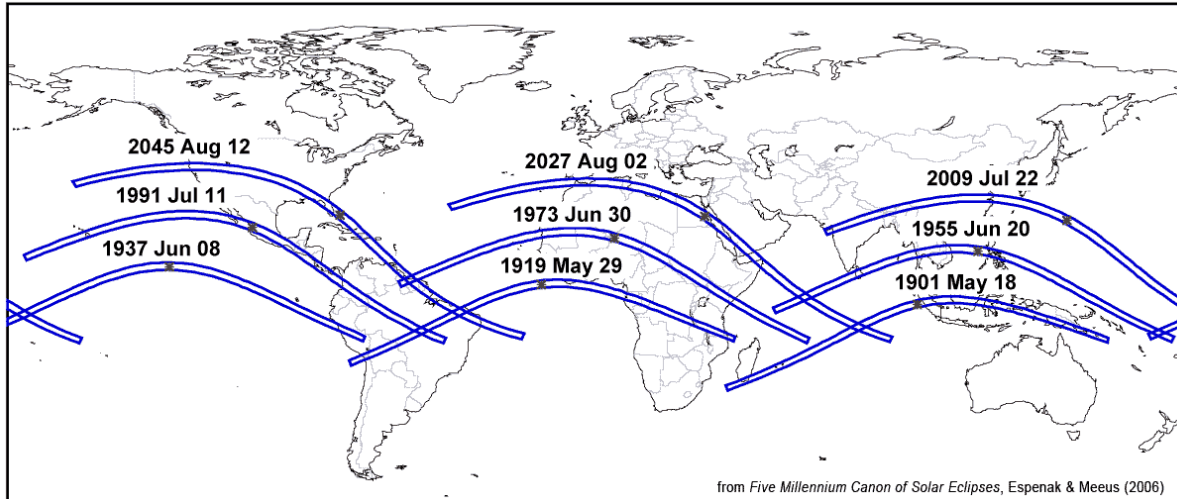 2045 Aug 12
2027 Aug 02
2009 Jul 22
1991 Jul 11
1973 Jun 30
1955 Jun 20
1937 Jun 08
1919 May 29
1901 May 18
from Five Millennium Canon of Solar Eclipses, Espenak & Meeus (2006)